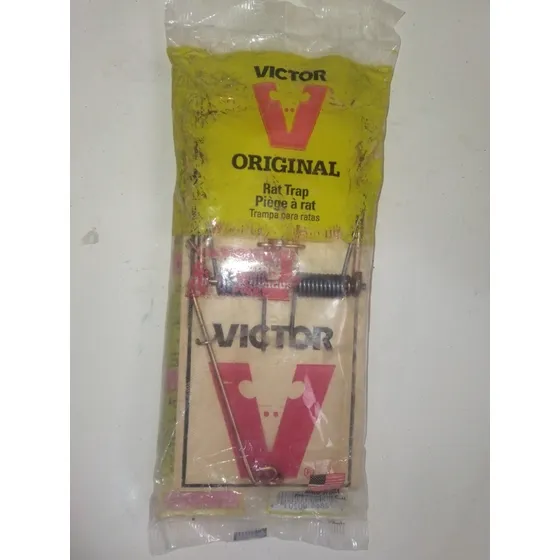 VICTOR
V
ORIGINAL
Rat Trap
Piège à rat
Trampa para ratas
VICTOR
V